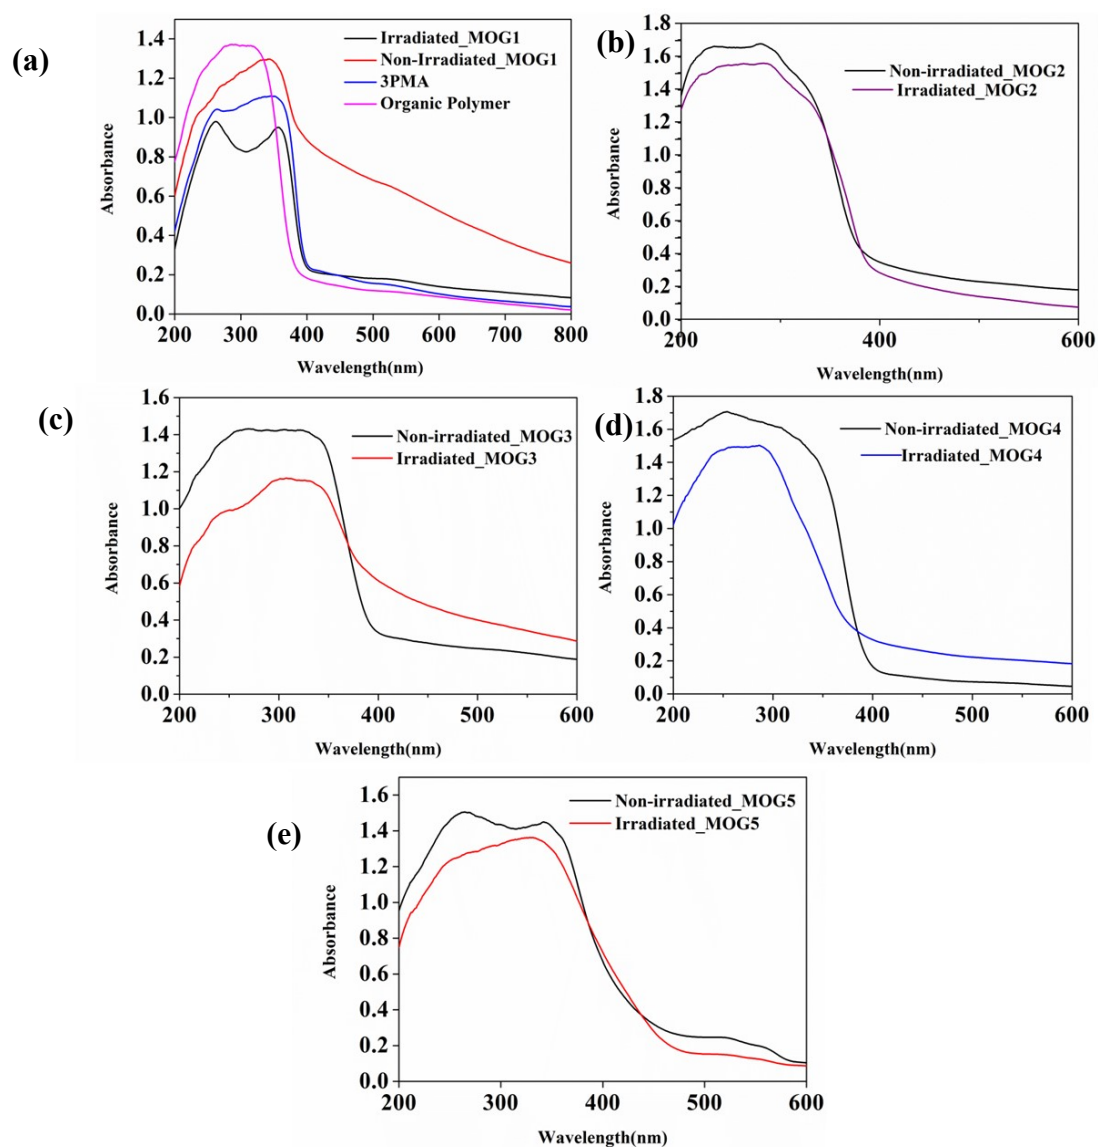 (a)
Irradiated_MOG1
Non-Irradiated_MOG1
3PMA
Organic Polymer
Absorbance
1.4
1.2
1.0
0.8
0.6
0.4
0.2
0.0
200 300 400 500 600 700 800
Wavelength(nm)
(b)
Non-irradiated_MOG2
Irradiated_MOG2
Absorbance
1.8
1.6
1.4
1.2
1.0
0.8
0.6
0.4
0.2
0.0
200 400 600
Wavelength(nm)
(c)
Non-irradiated_MOG3
Irradiated_MOG3
Absorbance
1.6
1.4
1.2
1.0
0.8
0.6
0.4
0.2
0.0
200 300 400 500 600
Wavelength(nm)
(d)
Non-irradiated_MOG4
Irradiated_MOG4
Absorbance
1.8
1.6
1.4
1.2
1.0
0.8
0.6
0.4
0.2
0.0
200 300 400 500 600
Wavelength(nm)
(e)
Non-irradiated_MOG5
Irradiated_MOG5
Absorbance
1.6
1.4
1.2
1.0
0.8
0.6
0.4
0.2
0.0
200 300 400 500 600
Wavelength(nm)